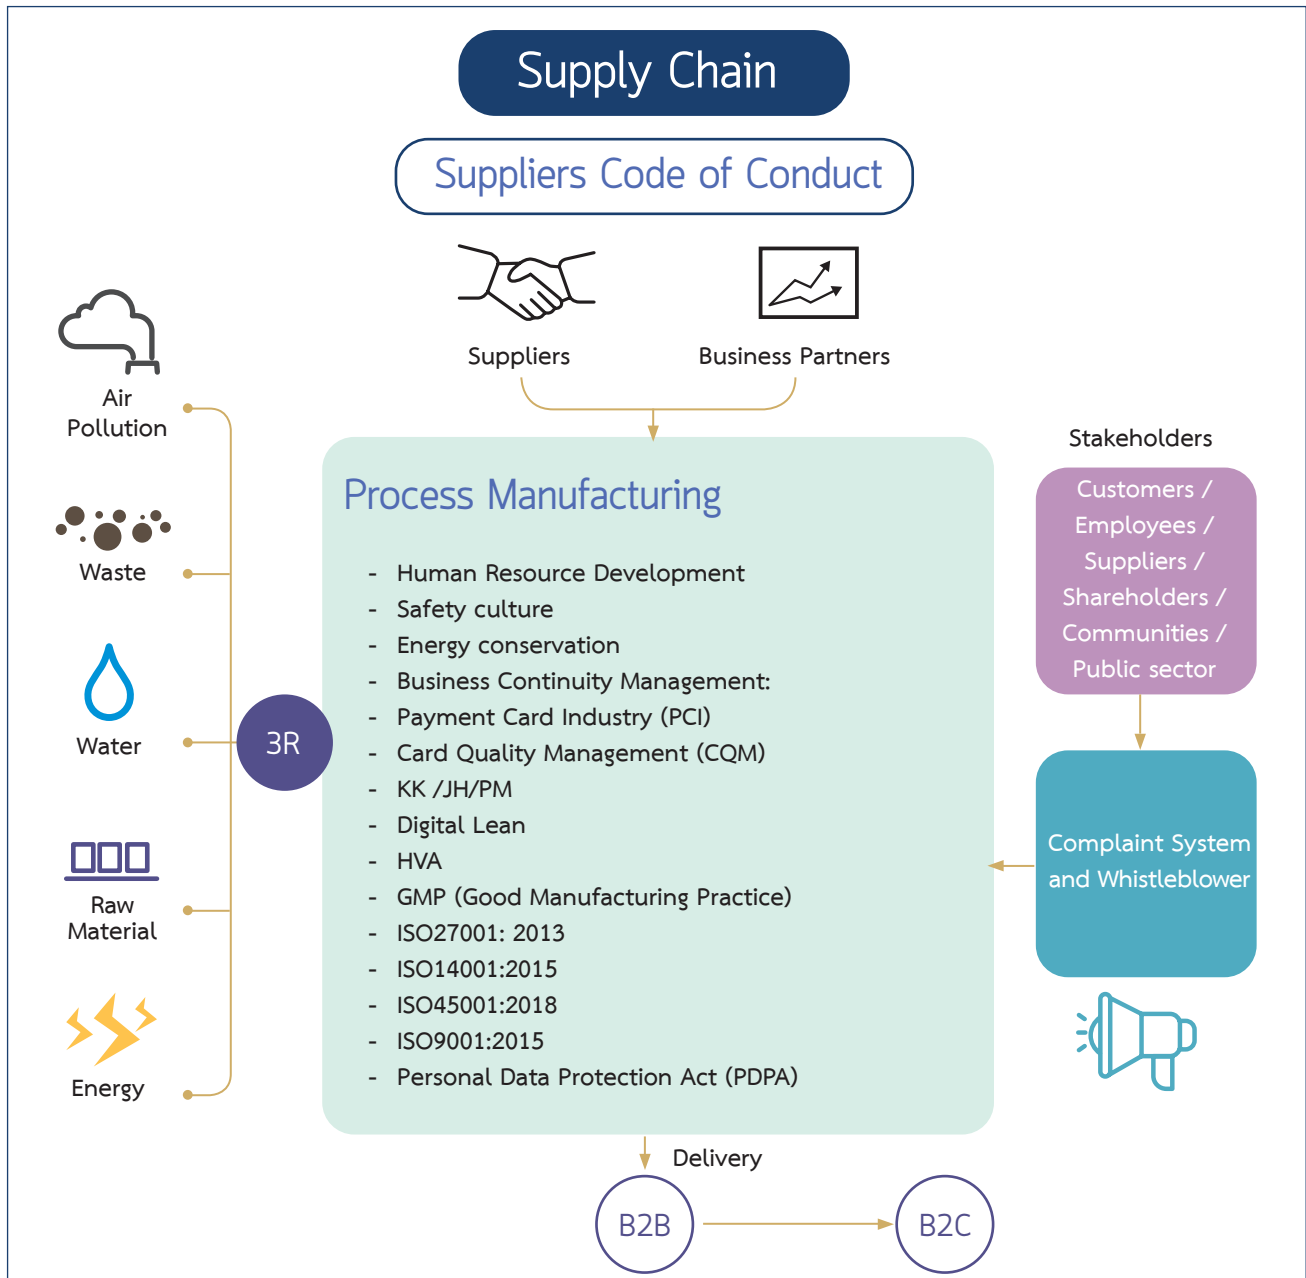 Supply Chain
Suppliers Code of Conduct
Suppliers
Business Partners
Air
Pollution
Waste
Water
Raw
Material
Energy
3R
Process Manufacturing
- Human Resource Development
- Safety culture
- Energy conservation
- Business Continuity Management:
- Payment Card Industry (PCI)
- Card Quality Management (CQM)
- KK /JH/PM
- Digital Lean
- HVA
- GMP (Good Manufacturing Practice)
- ISO27001: 2013
- ISO14001:2015
- ISO45001:2018
- ISO9001:2015
- Personal Data Protection Act (PDPA)
Stakeholders
Customers /
Employees /
Suppliers /
Shareholders /
Communities /
Public sector
Complaint System
and Whistleblower
Delivery
B2B
B2C